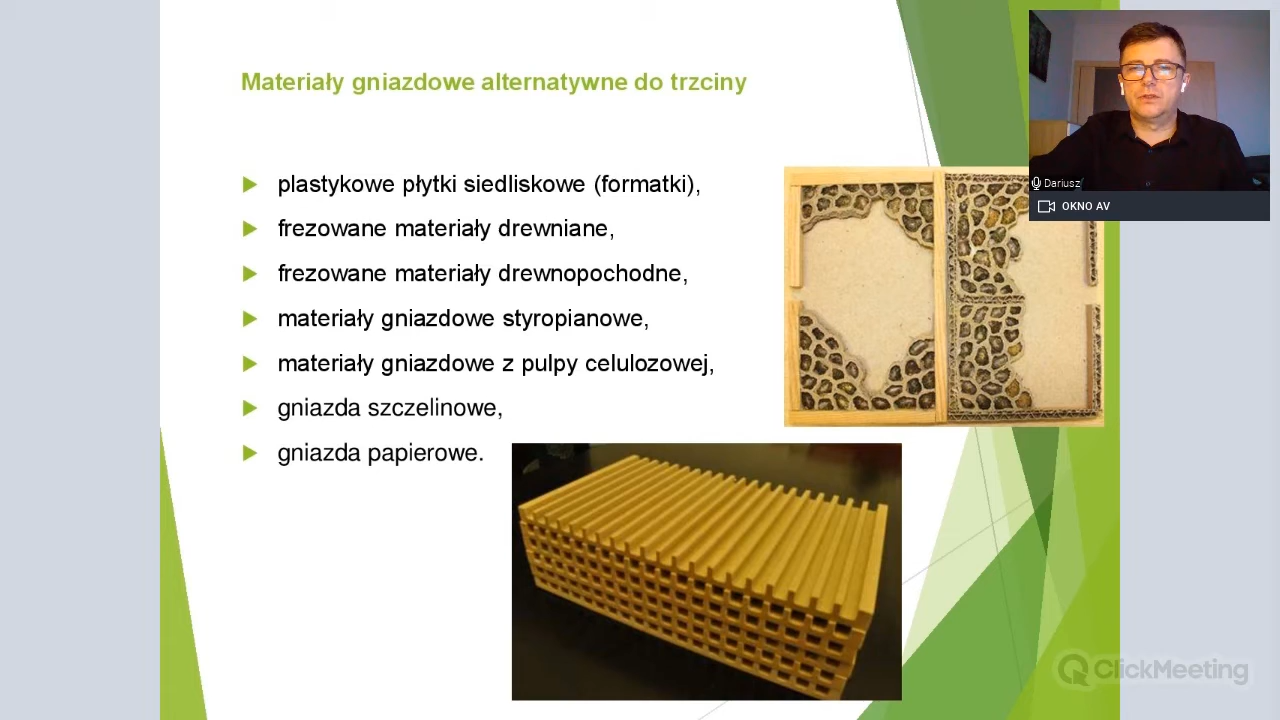 Materiały gniazdowe alternatywne do trzciny
plastykowe płytki siedliskowe (formatki),
frezowane materiały drewniane,
frezowane materiały drewnopochodne,
materiały gniazdowe styropianowe,
materiały gniazdowe z pulpy celulozowej,
gniazda szczelinowe,
gniazda papierowe.
Dariusz
OKNO AV
ClickMeeting